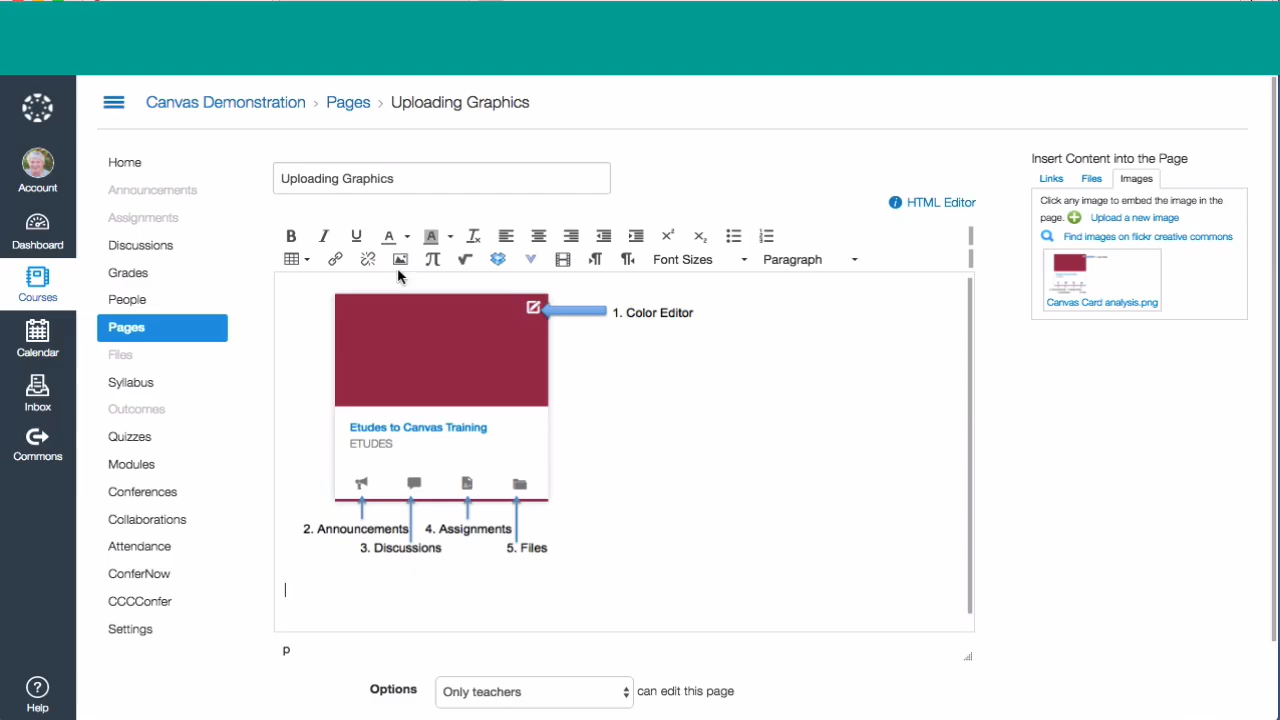 Canvas Demonstration › Pages › Uploading Graphics
Account
Dashboard
Courses
Calendar
Inbox
Commons
Help
Home
Announcements
Assignments
Discussions
Grades
People
Pages
Files
Syllabus
Outcomes
Quizzes
Modules
Conferences
Collaborations
Attendance
ConferNow
CCCConfer
Settings
Uploading Graphics
HTML Editor
Font Sizes
Paragraph
1. Color Editor
Etudes to Canvas Training
ETUDES
2. Announcements
4. Assignments
3. Discussions
5. Files
p
Options
Only teachers
can edit this page
Insert Content into the Page
Links Files Images
Click any image to embed the image in the
page. Upload a new image
Find images on flickr creative commons
Canvas Card analysis.png